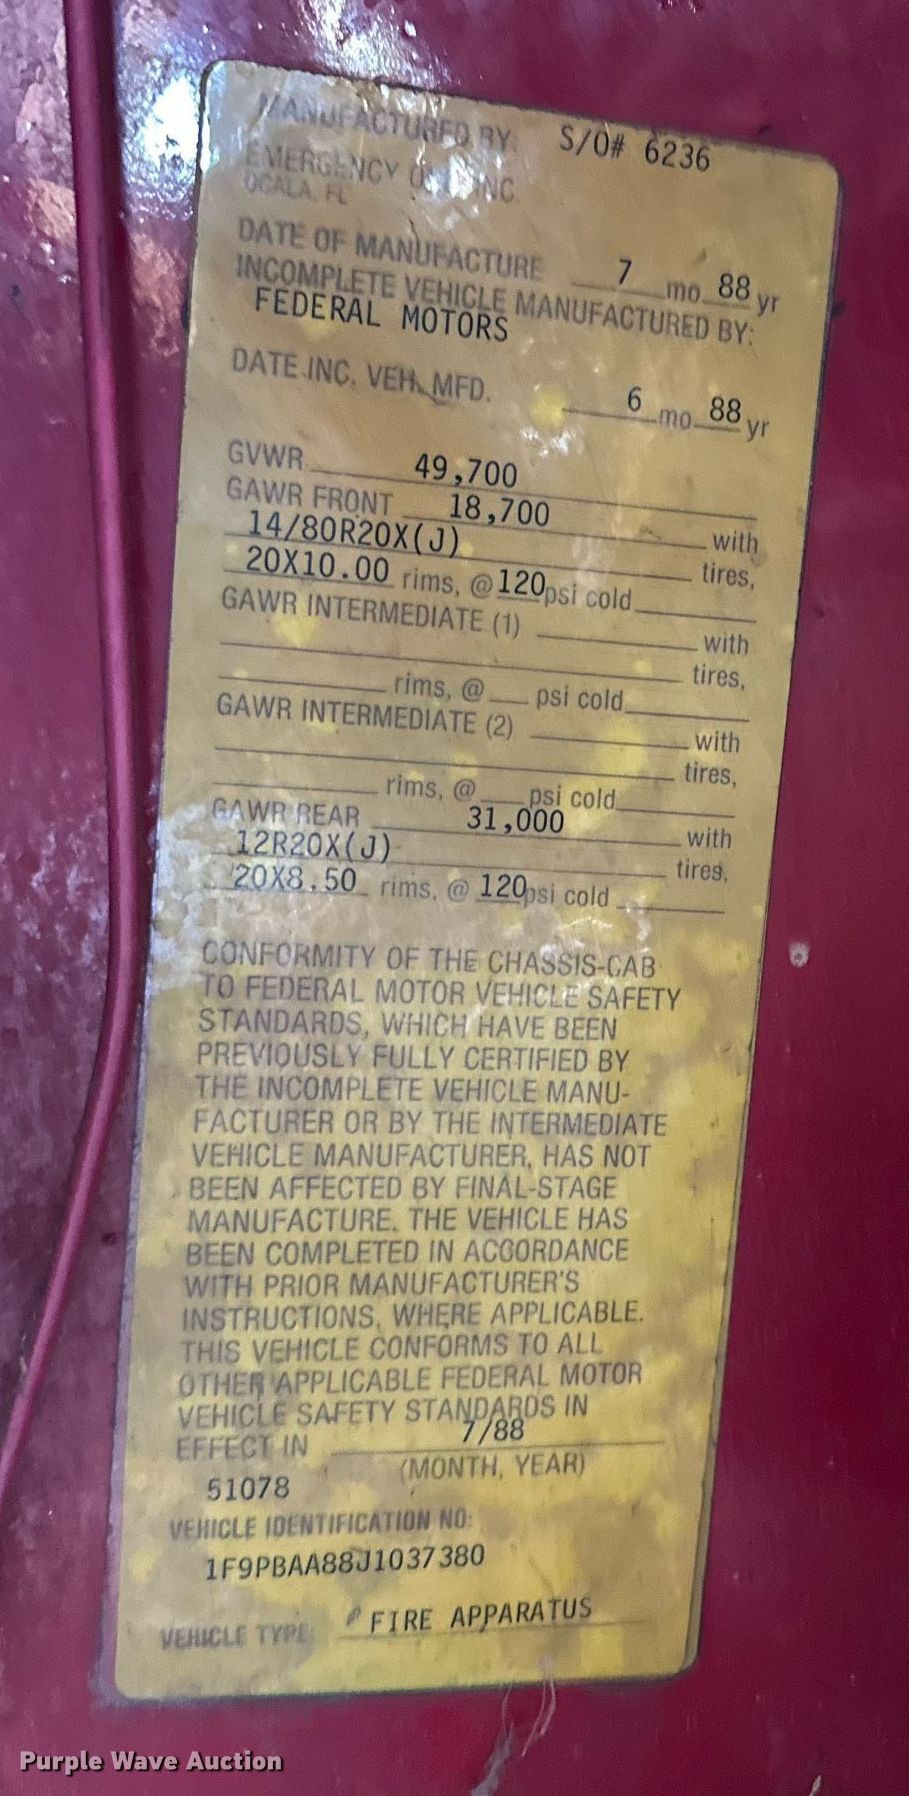 MANUFACTURED BY: S/O# 6236
EMERGENCY INC.
OCALA, FL
DATE OF MANUFACTURE 7 mo 88 yr
INCOMPLETE VEHICLE MANUFACTURED BY:
FEDERAL MOTORS
DATE INC. VEH. MFD. 6 mo 88 yr
GVWR 49,700
GAWR FRONT 18,700 with
14/80R20X(J) tires,
20X10.00 rims, @ 120 psi cold
GAWR INTERMEDIATE (1) with
tires,
rims, @ psi cold
GAWR INTERMEDIATE (2) with
tires,
rims, @ psi cold
GAWR REAR 31,000 with
12R20X(J) tires,
20X8.50 rims, @ 120 psi cold
CONFORMITY OF THE CHASSIS-CAB
TO FEDERAL MOTOR VEHICLE SAFETY
STANDARDS, WHICH HAVE BEEN
PREVIOUSLY FULLY CERTIFIED BY
THE INCOMPLETE VEHICLE MANU-
FACTURER OR BY THE INTERMEDIATE
VEHICLE MANUFACTURER, HAS NOT
BEEN AFFECTED BY FINAL-STAGE
MANUFACTURE. THE VEHICLE HAS
BEEN COMPLETED IN ACCORDANCE
WITH PRIOR MANUFACTURER'S
INSTRUCTIONS, WHERE APPLICABLE.
THIS VEHICLE CONFORMS TO ALL
OTHER APPLICABLE FEDERAL MOTOR
VEHICLE SAFETY STANDARDS IN
EFFECT IN 7/88
51078 (MONTH, YEAR)
VEHICLE IDENTIFICATION NO:
1F9PBAA88J1037380
VEHICLE TYPE: FIRE APPARATUS
Purple Wave Auction